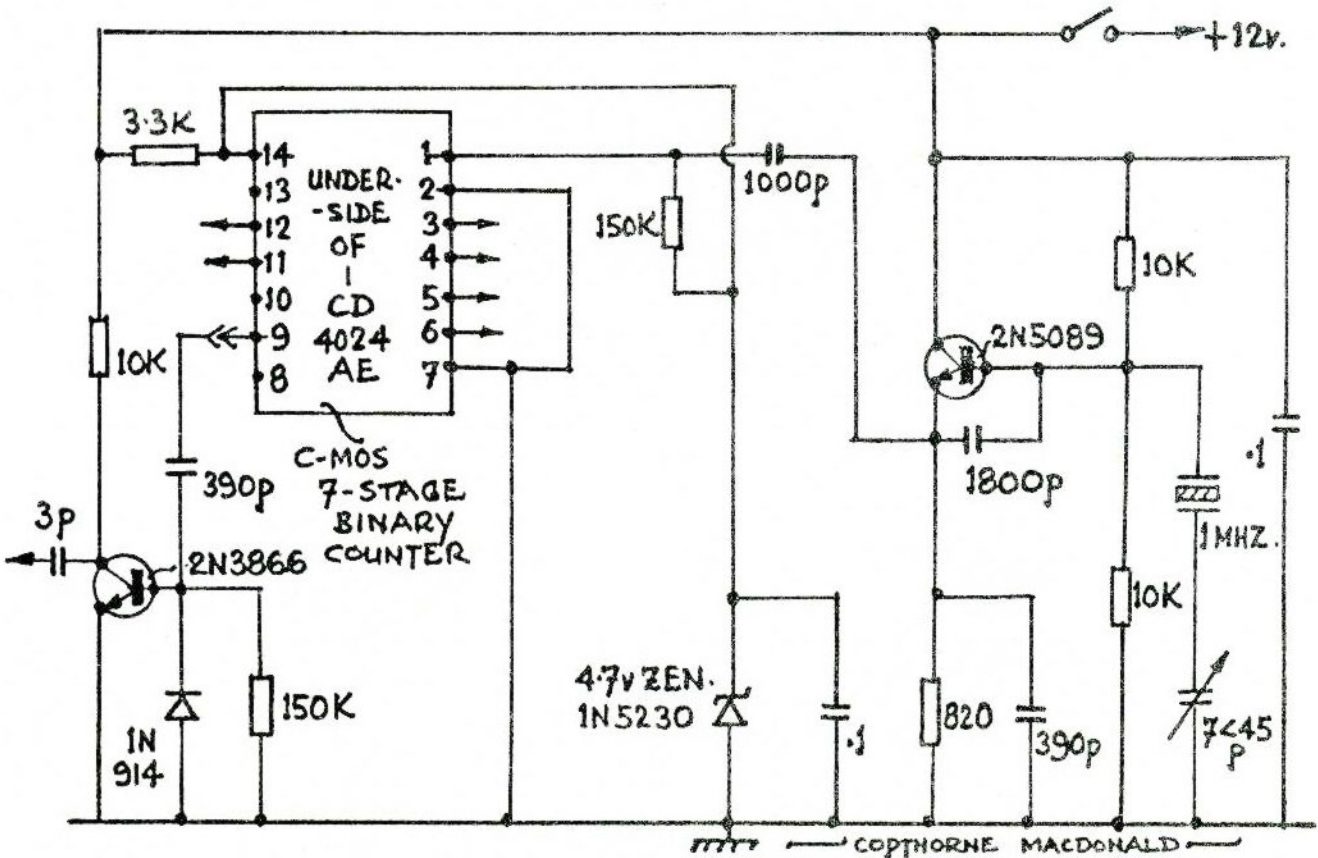 +12v.
3.3K
14
13
12
11
10
9
8
UNDER-
-SIDE
OF
CD
4024
AE
1
2
3
4
5
6
7
1000p
150K
10K
10K
2N5089
C-MOS
7-STAGE
BINARY
COUNTER
390p
1800p
.1
1MHZ.
3p
2N3866
10K
4.7v ZEN.
1N5230
150K
1N
914
.1
820
390p
7<45
p
COPTHORNE MACDONALD